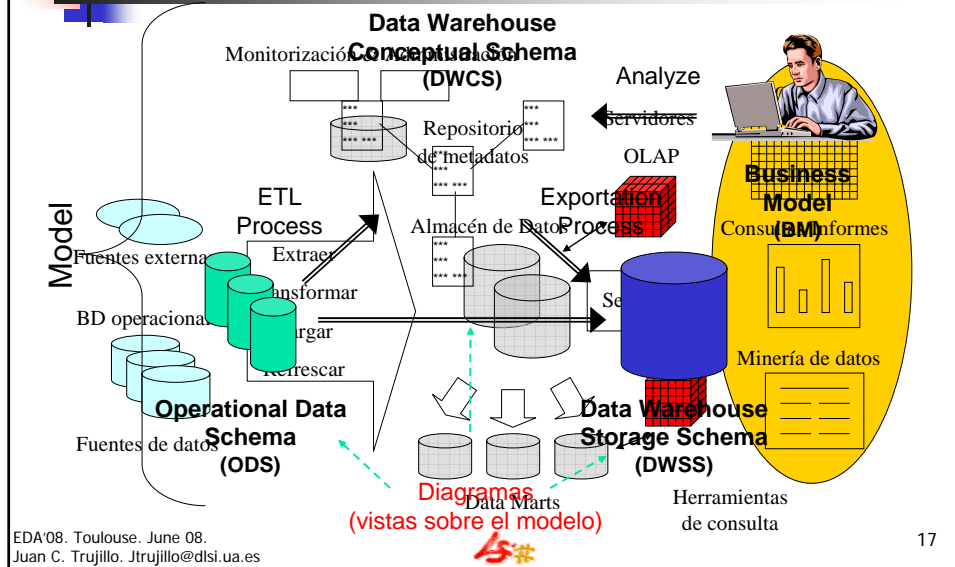 Data Warehouse
Conceptual Schema
(DWCS)
Monitorización & Administración
Analyze
***
***
*** ***
***
***
*** ***
Servidores
OLAP
Repositorio
de metadatos
***
***
*** ***
Business
Model
(BM)
Model
ETL
Process
Exportation
Process
Almacén de Datos
Consultas Informes
***
***
*** ***
Fuentes externas
Extraer
Transformar
BD operacional
Cargar
Refrescar
Minería de datos
Operational Data
Schema
(ODS)
Fuentes de datos
Data Warehouse
Storage Schema
(DWSS)
Diagramas
(vistas sobre el modelo)
Data Marts
Herramientas
de consulta
EDA'08. Toulouse. June 08.
Juan C. Trujillo. Jtrujillo@dlsi.ua.es
17